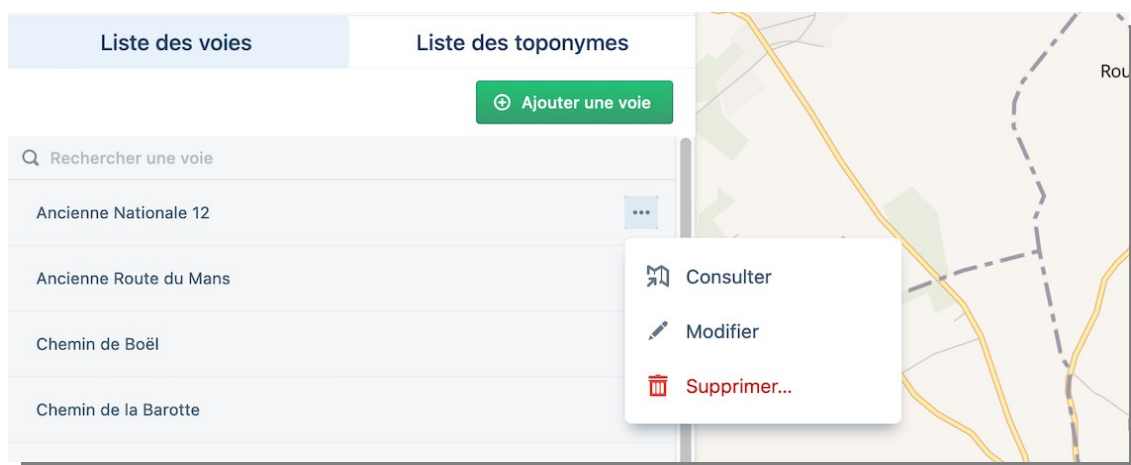 Liste des voies
Liste des toponymes
Ajouter une voie
Rechercher une voie
Ancienne Nationale 12
Ancienne Route du Mans
Chemin de Boël
Chemin de la Barotte
Consulter
Modifier
Supprimer...
Rou